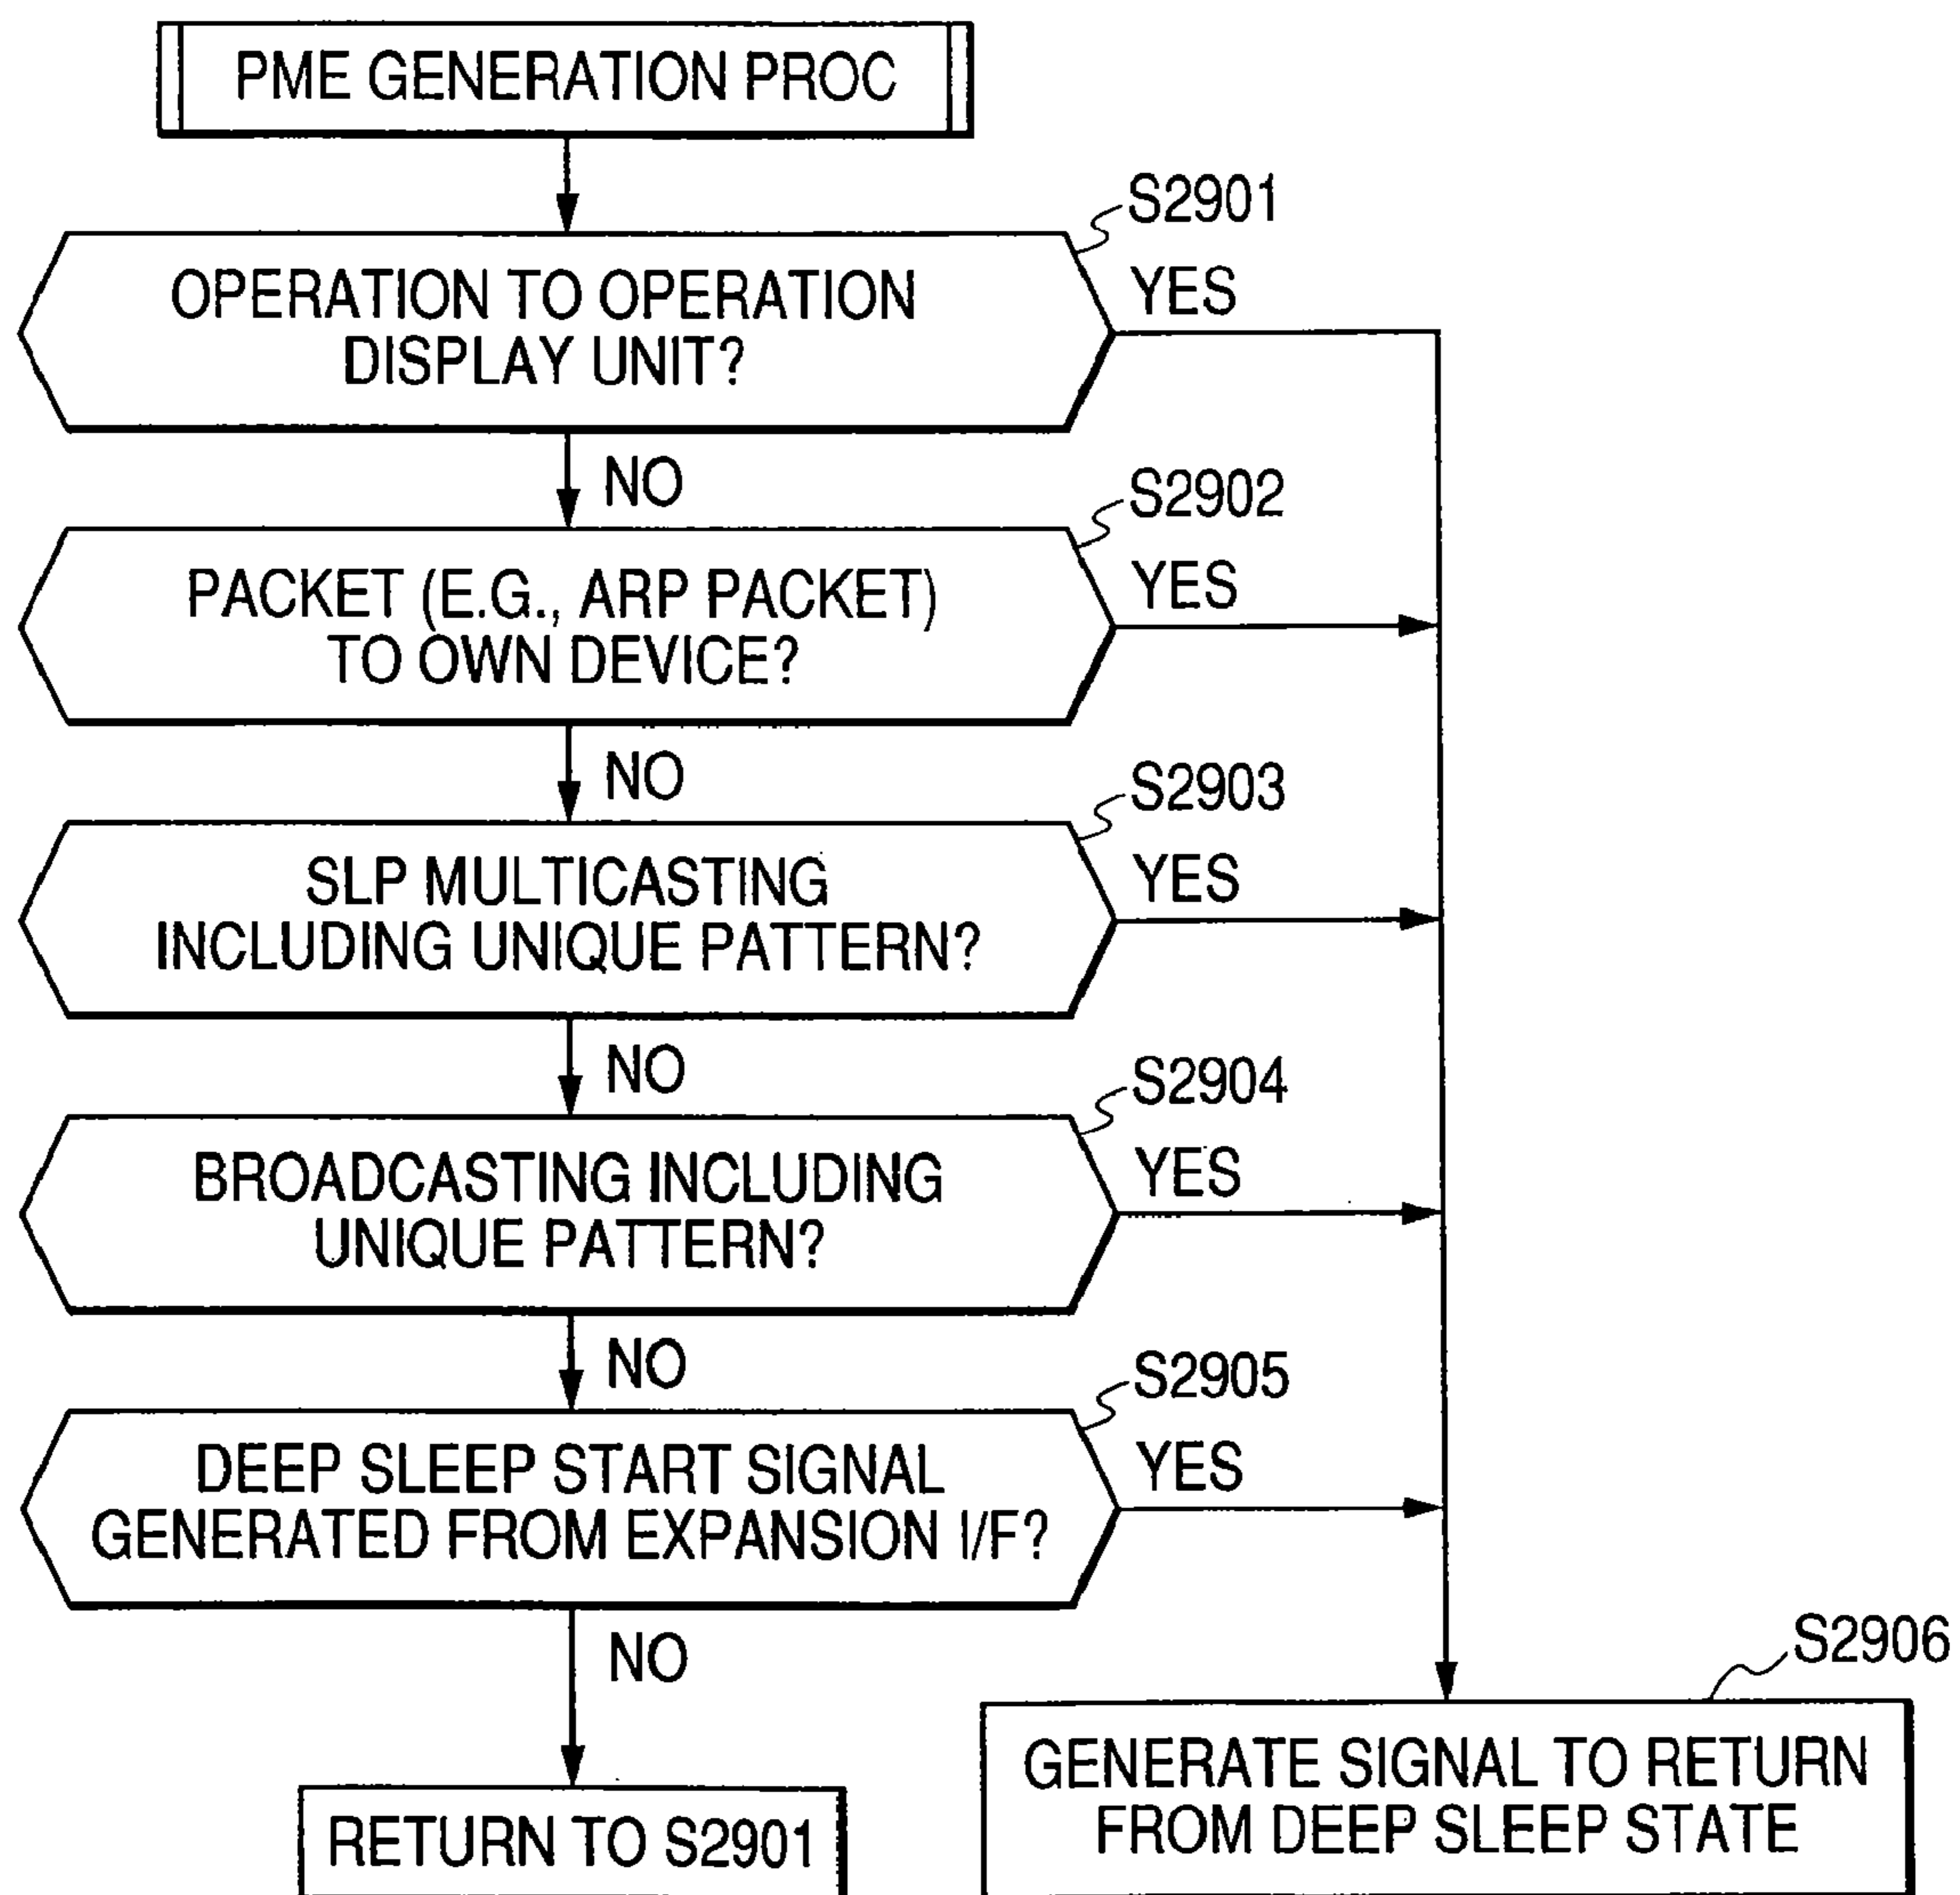 PME GENERATION PROC
S2901
OPERATION TO OPERATION
DISPLAY UNIT?
YES
NO
S2902
PACKET (E.G., ARP PACKET)
TO OWN DEVICE?
YES
NO
S2903
SLP MULTICASTING
INCLUDING UNIQUE PATTERN?
YES
NO
S2904
BROADCASTING INCLUDING
UNIQUE PATTERN?
YES
NO
S2905
DEEP SLEEP START SIGNAL
GENERATED FROM EXPANSION I/F?
YES
NO
S2906
RETURN TO S2901
GENERATE SIGNAL TO RETURN
FROM DEEP SLEEP STATE